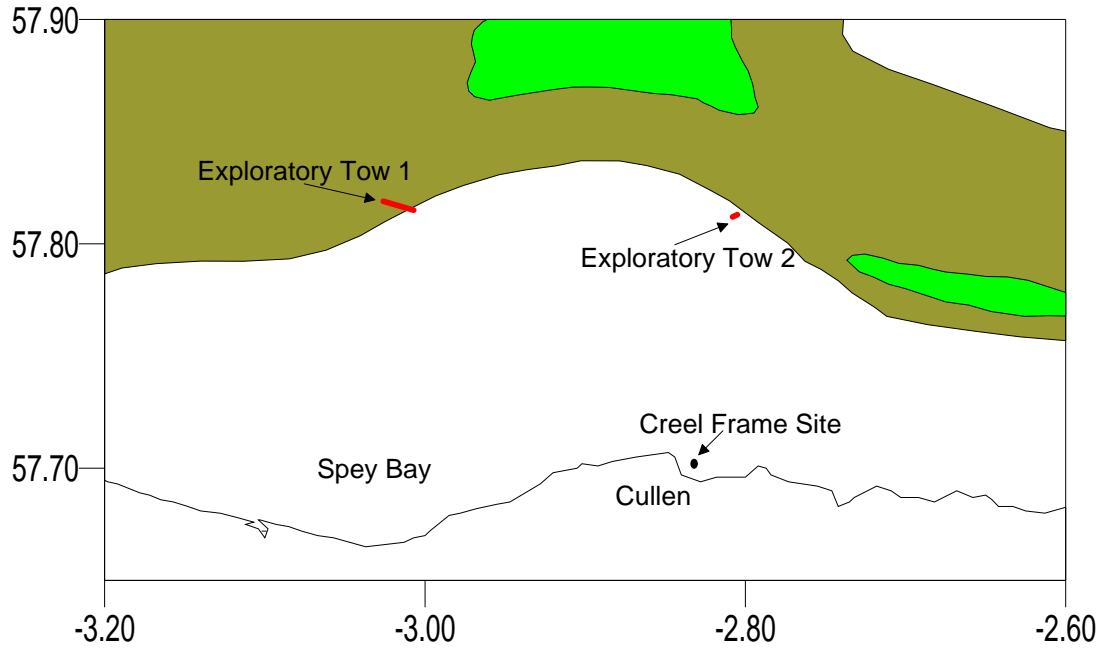 57.90
Exploratory Tow 1
57.80
Exploratory Tow 2
Creel Frame Site
57.70
Spey Bay
Cullen
-3.20
-3.00
-2.80
-2.60